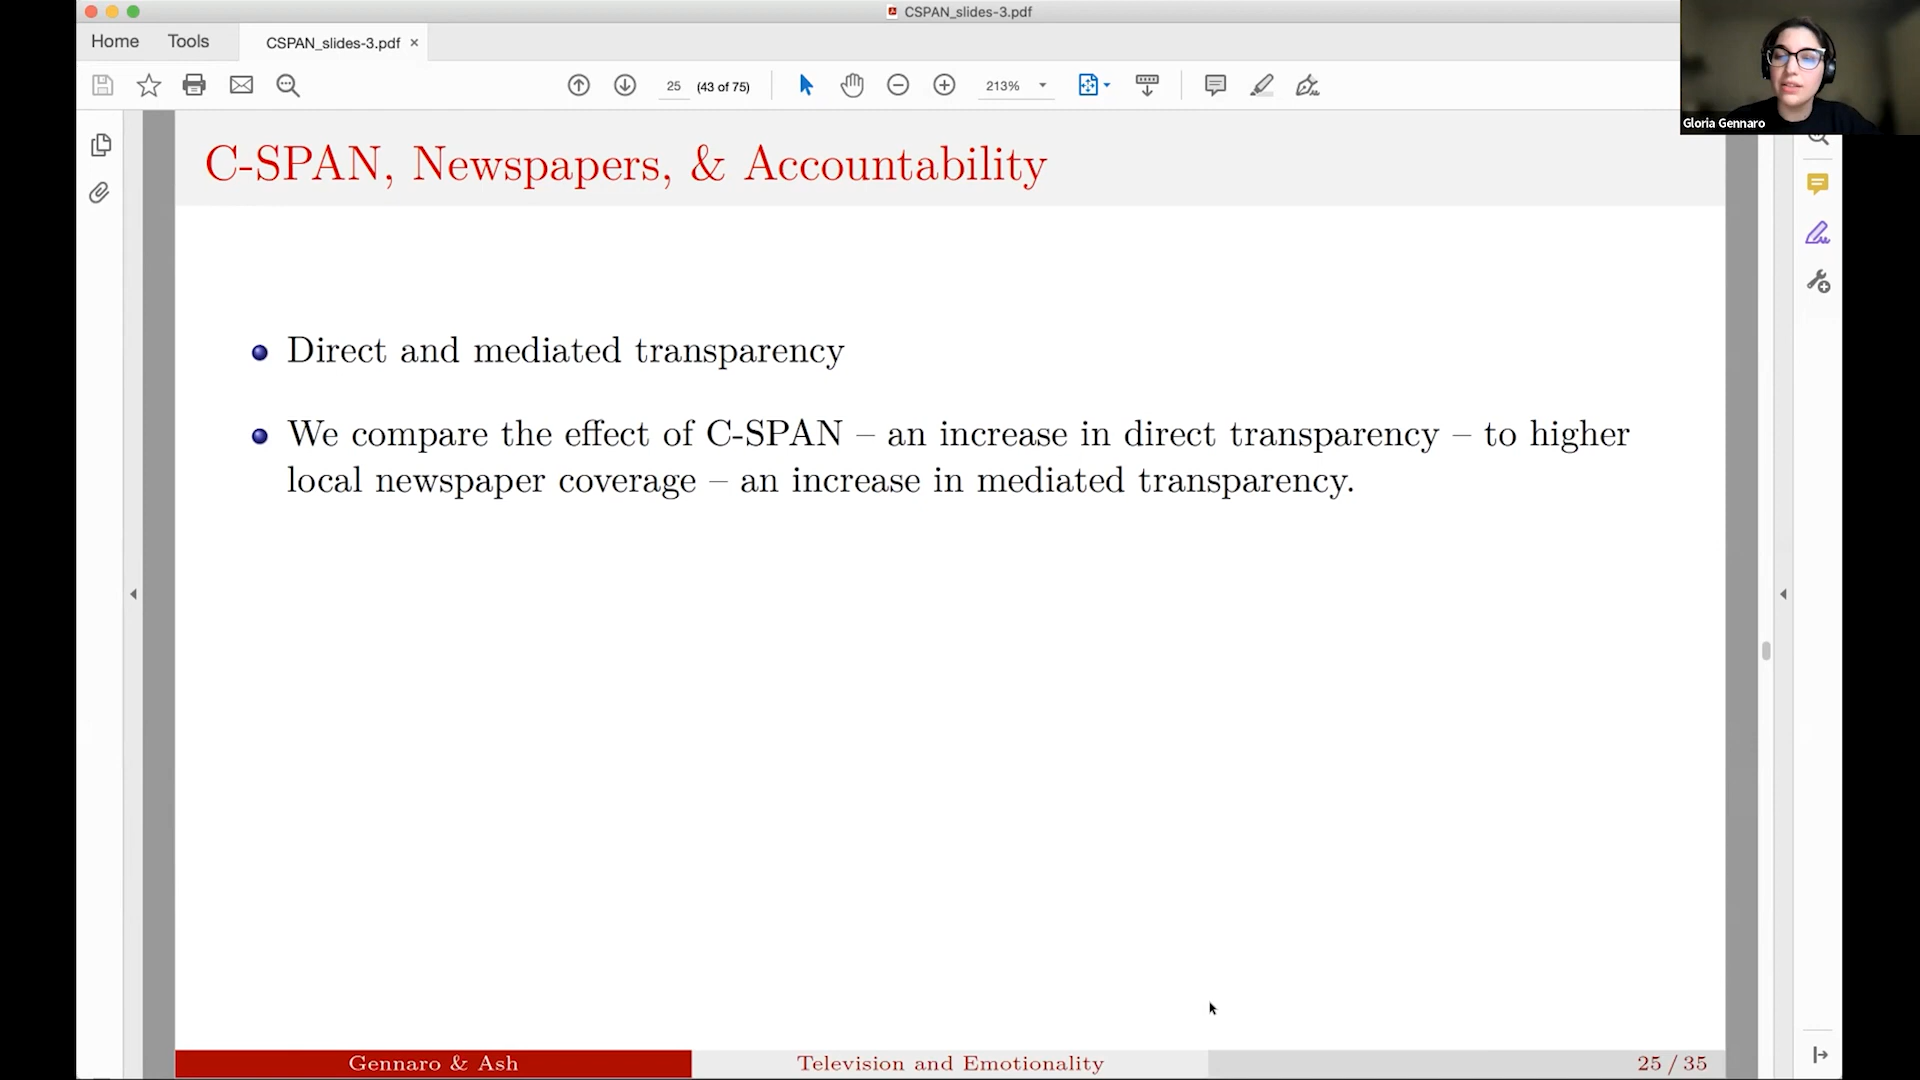 CSPAN_slides-3.pdf
Home Tools CSPAN_slides-3.pdf ×
25 (43 of 75) 213%
Gloria Gennaro
C-SPAN, Newspapers, & Accountability
Direct and mediated transparency
We compare the effect of C-SPAN – an increase in direct transparency – to higher
local newspaper coverage – an increase in mediated transparency.
Gennaro & Ash Television and Emotionality 25 / 35